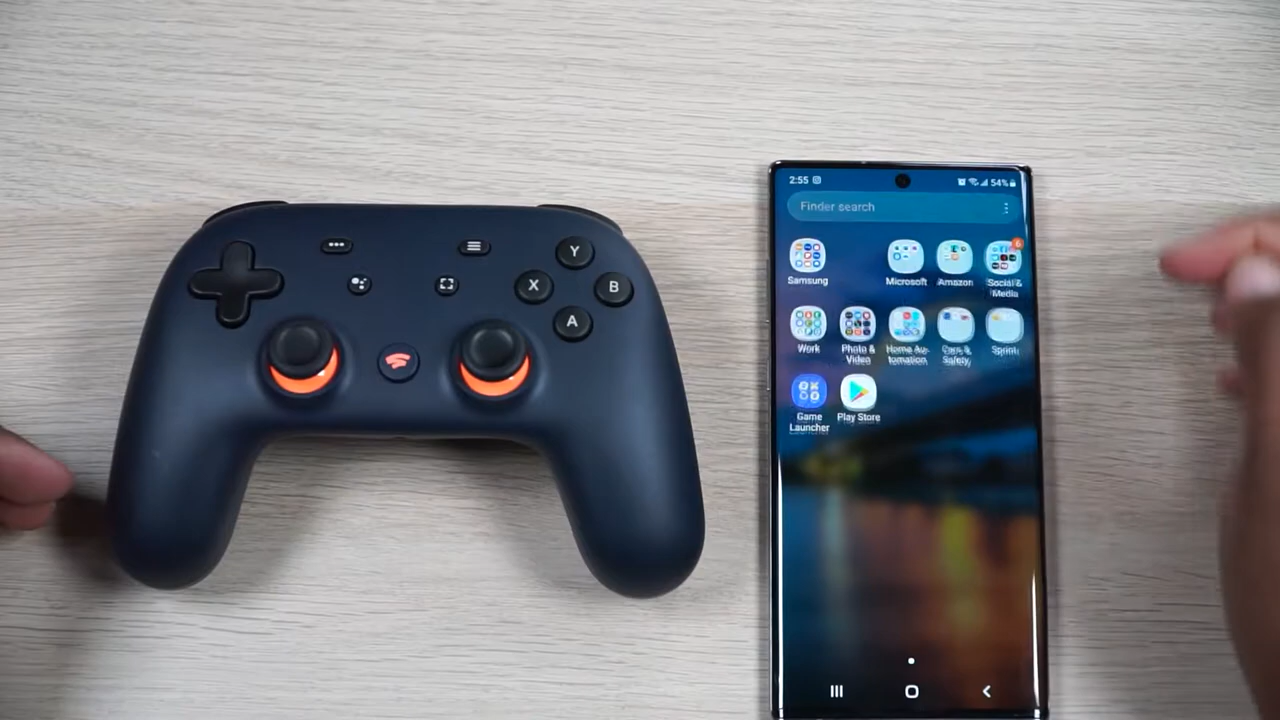 Y
X
B
A
2:55
54%
Finder search
Samsung
Microsoft
Amazon
Social &
Media
6
Work
Photo &
Video
Home Au-
tomation
Cars &
Safety
Sprint
Game
Launcher
Play Store